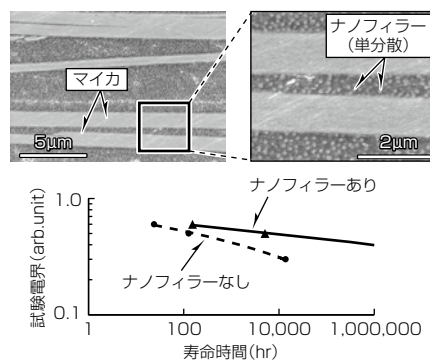 マイカ
5μm
ナノフィラー
(単分散)
2μm
試験電界(arb.unit)
1.0
0.1
ナノフィラーあり
ナノフィラーなし
1
100
10,000
1,000,000
寿命時間(hr)